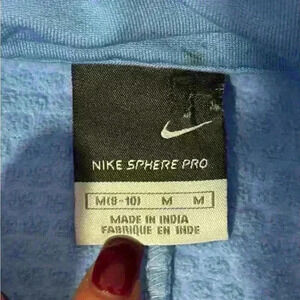 NIKE SPHERE PRO
M(8-10) M M
MADE IN INDIA
FABRIQUE EN INDE